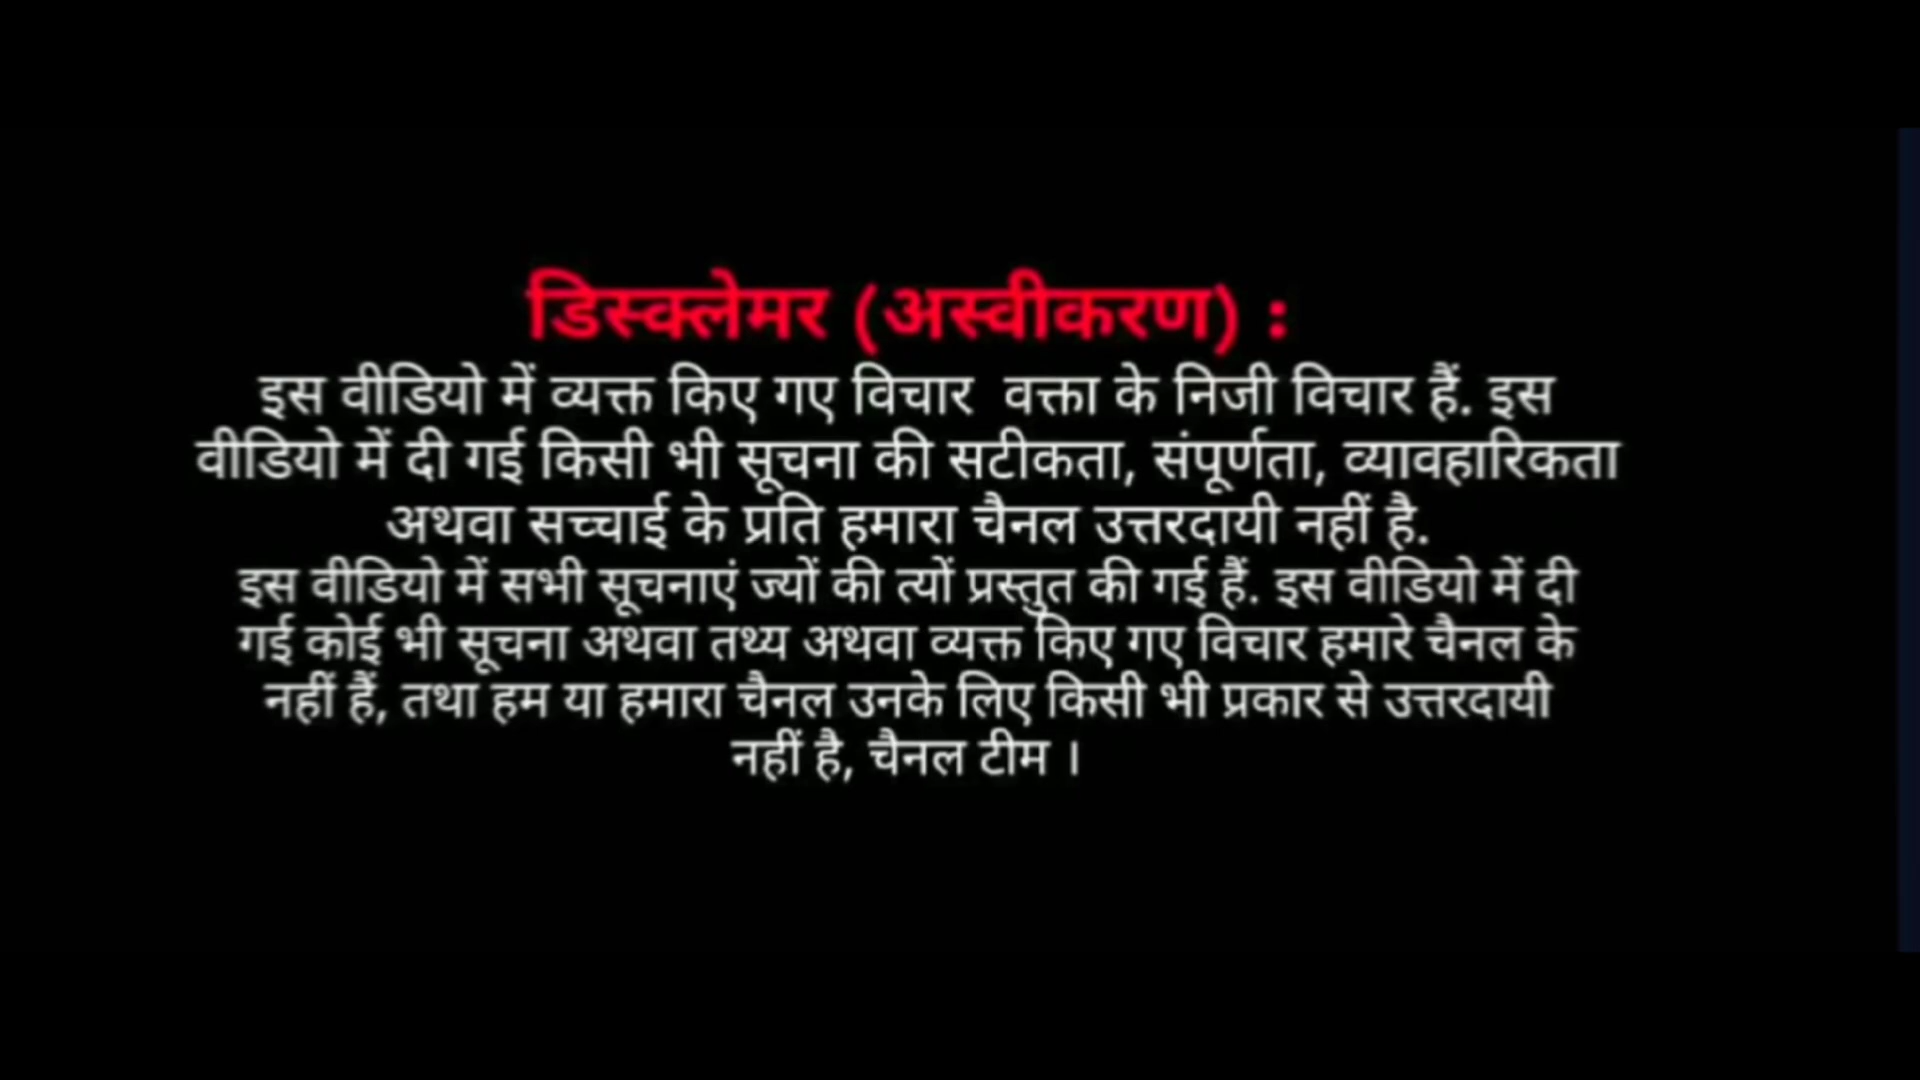 डिस्क्लेमर (अस्वीकरण) :
इस वीडियो में व्यक्त किए गए विचार वक्ता के निजी विचार हैं. इस
वीडियो में दी गई किसी भी सूचना की सटीकता, संपूर्णता, व्यावहारिकता
अथवा सच्चाई के प्रति हमारा चैनल उत्तरदायी नहीं है.
इस वीडियो में सभी सूचनाएं ज्यों की त्यों प्रस्तुत की गई हैं. इस वीडियो में दी
गई कोई भी सूचना अथवा तथ्य अथवा व्यक्त किए गए विचार हमारे चैनल के
नहीं हैं, तथा हम या हमारा चैनल उनके लिए किसी भी प्रकार से उत्तरदायी
नहीं है, चैनल टीम ।